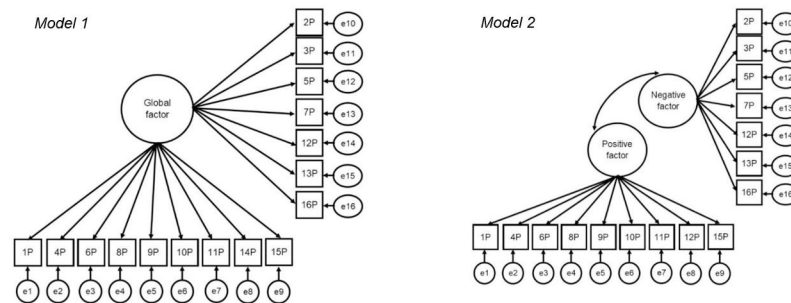 Model 1
Global
factor
2P e10
3P e11
5P e12
7P e13
12P e14
13P e15
16P e16
1P 4P 6P 8P 9P 10P 11P 14P 15P
e1 e2 e3 e4 e5 e6 e7 e8 e9
Model 2
2P e10
3P e11
5P e12
7P e13
12P e14
13P e15
16P e16
Negative
factor
Positive
factor
1P 4P 6P 8P 9P 10P 11P 12P 15P
e1 e2 e3 e4 e5 e6 e7 e8 e9